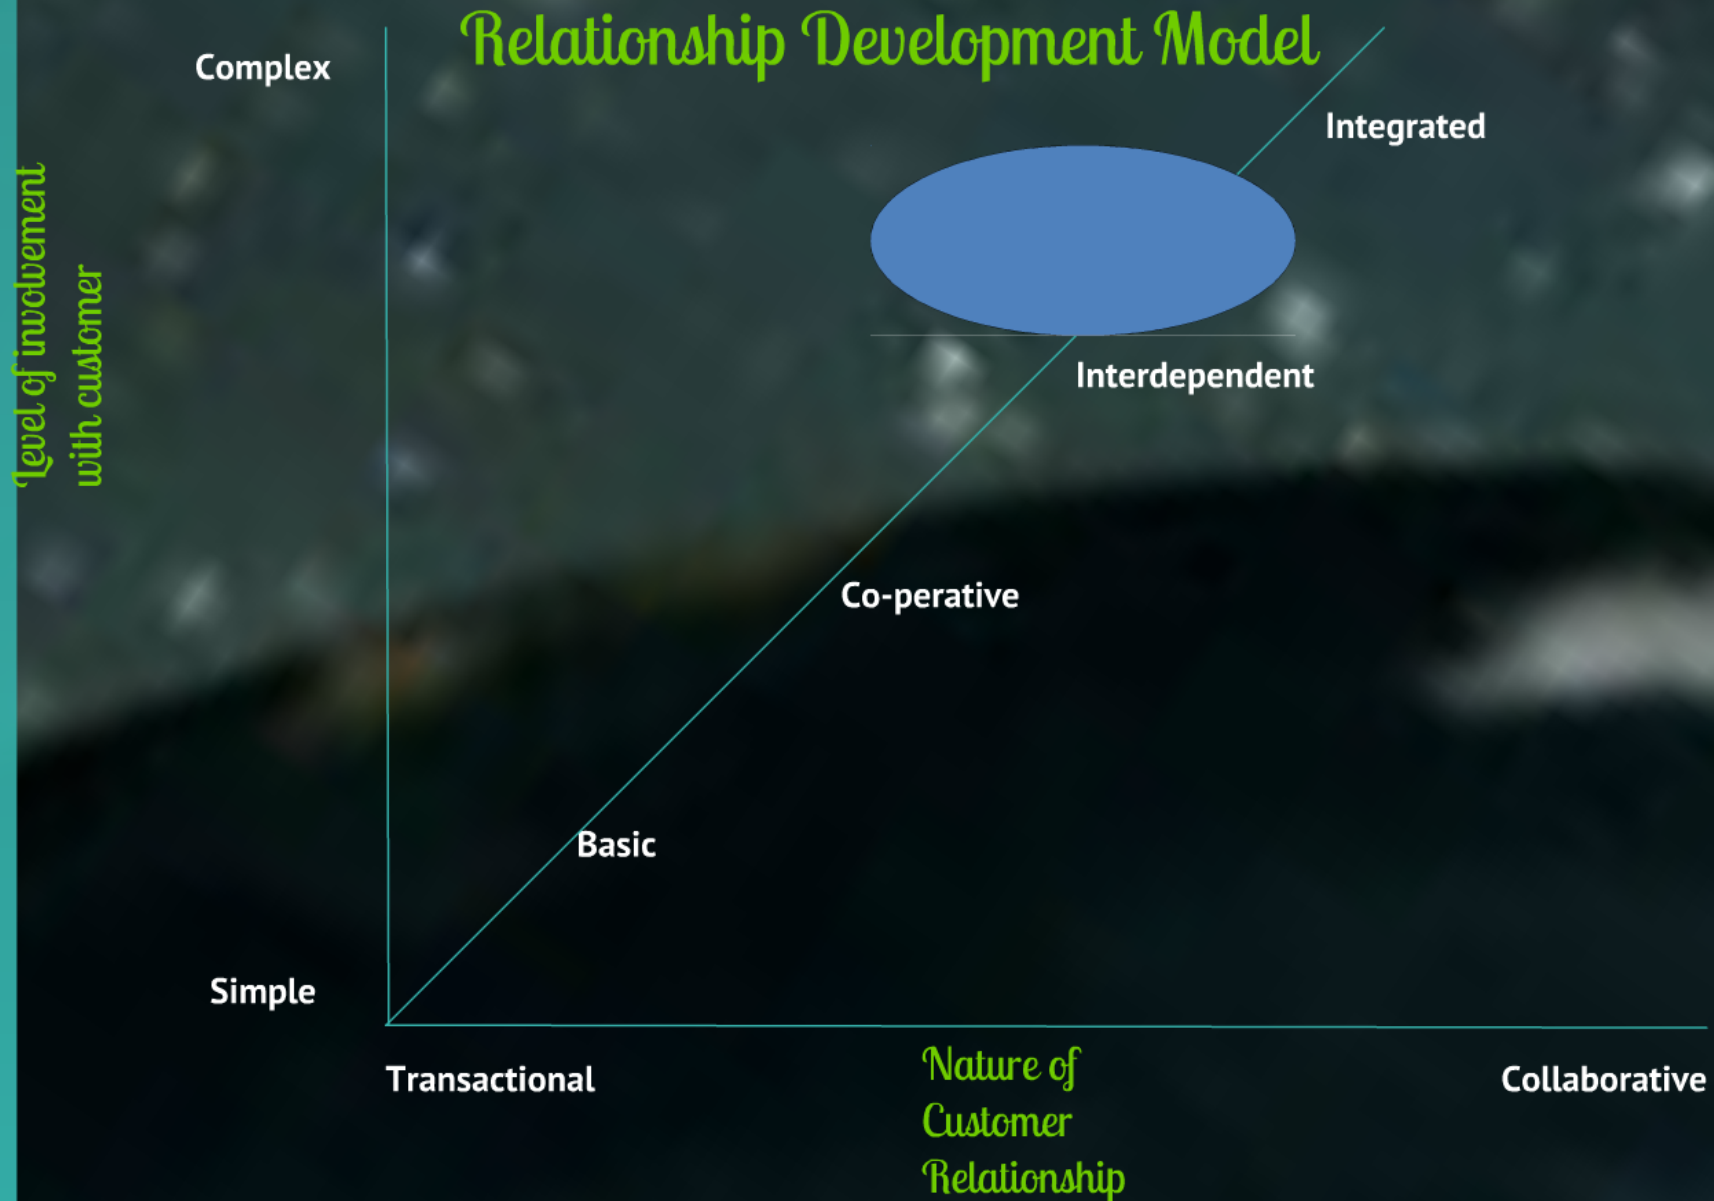 Relationship Development Model
Complex
Integrated
Level of involvement
with customer
Interdependent
Co-perative
Basic
Simple
Transactional
Nature of
Customer
Relationship
Collaborative